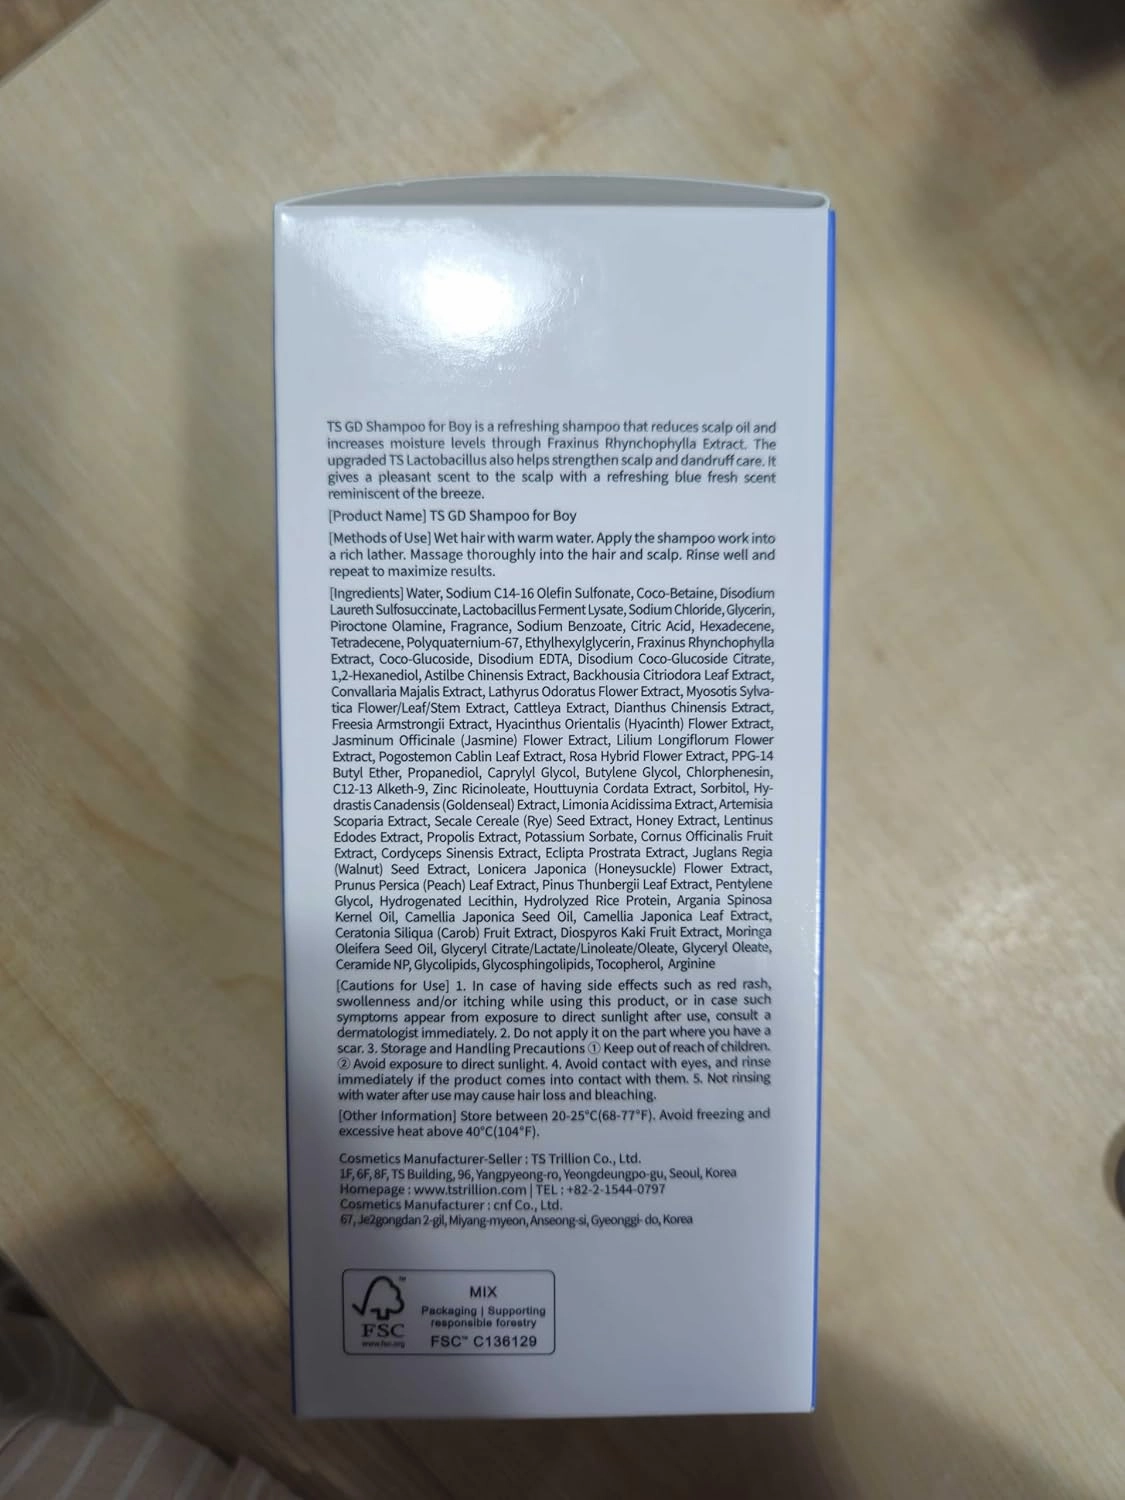 TS GD Shampoo for Boy is a refreshing shampoo that reduces scalp oil and
increases moisture levels through Fraxinus Rhynchophylla Extract. The
upgraded TS Lactobacillus also helps strengthen scalp and dandruff care. It
gives a pleasant scent to the scalp with a refreshing blue fresh scent
reminiscent of the breeze.
[Product Name] TS GD Shampoo for Boy
[Methods of Use] Wet hair with warm water. Apply the shampoo work into
a rich lather. Massage thoroughly into the hair and scalp. Rinse well and
repeat to maximize results.
[Ingredients] Water, Sodium C14-16 Olefin Sulfonate, Coco-Betaine, Disodium
Laureth Sulfosuccinate, Lactobacillus Ferment Lysate, Sodium Chloride, Glycerin,
Piroctone Olamine, Fragrance, Sodium Benzoate, Citric Acid, Hexadecene,
Tetradecene, Polyquaternium-67, Ethylhexylglycerin, Fraxinus Rhynchophylla
Extract, Coco-Glucoside, Disodium EDTA, Disodium Coco-Glucoside Citrate,
1,2-Hexanediol, Astilbe Chinensis Extract, Backhousia Citriodora Leaf Extract,
Convallaria Majalis Extract, Lathyrus Odoratus Flower Extract, Myosotis Sylva-
tica Flower/Leaf/Stem Extract, Cattleya Extract, Dianthus Chinensis Extract,
Freesia Armstrongii Extract, Hyacinthus Orientalis (Hyacinth) Flower Extract,
Jasminum Officinale (Jasmine) Flower Extract, Lilium Longiflorum Flower
Extract, Pogostemon Cablin Leaf Extract, Rosa Hybrid Flower Extract, PPG-14
Butyl Ether, Propanediol, Caprylyl Glycol, Butylene Glycol, Chlorphenesin,
C12-13 Alketh-9, Zinc Ricinoleate, Houttuynia Cordata Extract, Sorbitol, Hy-
drastis Canadensis (Goldenseal) Extract, Limonia Acidissima Extract, Artemisia
Scoparia Extract, Secale Cereale (Rye) Seed Extract, Honey Extract, Lentinus
Edodes Extract, Propolis Extract, Potassium Sorbate, Cornus Officinalis Fruit
Extract, Cordyceps Sinensis Extract, Eclipta Prostrata Extract, Juglans Regia
(Walnut) Seed Extract, Lonicera Japonica (Honeysuckle) Flower Extract,
Prunus Persica (Peach) Leaf Extract, Pinus Thunbergii Leaf Extract, Pentylene
Glycol, Hydrogenated Lecithin, Hydrolyzed Rice Protein, Argania Spinosa
Kernel Oil, Camellia Japonica Seed Oil, Camellia Japonica Leaf Extract,
Ceratonia Siliqua (Carob) Fruit Extract, Diospyros Kaki Fruit Extract, Moringa
Oleifera Seed Oil, Glyceryl Citrate/Lactate/Linoleate/Oleate, Glyceryl Oleate,
Ceramide NP, Glycolipids, Glycosphingolipids, Tocopherol, Arginine
[Cautions for Use] 1. In case of having side effects such as red rash,
swollenness and/or itching while using this product, or in case such
symptoms appear from exposure to direct sunlight after use, consult a
dermatologist immediately. 2. Do not apply it on the part where you have a
scar. 3. Storage and Handling Precautions ① Keep out of reach of children.
② Avoid exposure to direct sunlight. 4. Avoid contact with eyes, and rinse
immediately if the product comes into contact with them. 5. Not rinsing
with water after use may cause hair loss and bleaching.
[Other Information] Store between 20-25°C(68-77°F). Avoid freezing and
excessive heat above 40°C(104°F).
Cosmetics Manufacturer-Seller : TS Trillion Co., Ltd.
1F, 6F, 8F, TS Building, 96, Yangpyeong-ro, Yeongdeungpo-gu, Seoul, Korea
Homepage : www.tstrillion.com | TEL : +82-2-1544-0797
Cosmetics Manufacturer : cnf Co., Ltd.
67, Je2gongdan 2-gil, Miyang-myeon, Anseong-si, Gyeonggi-do, Korea
FSC™
www.fsc.org
MIX
Packaging | Supporting
responsible forestry
FSC™ C136129